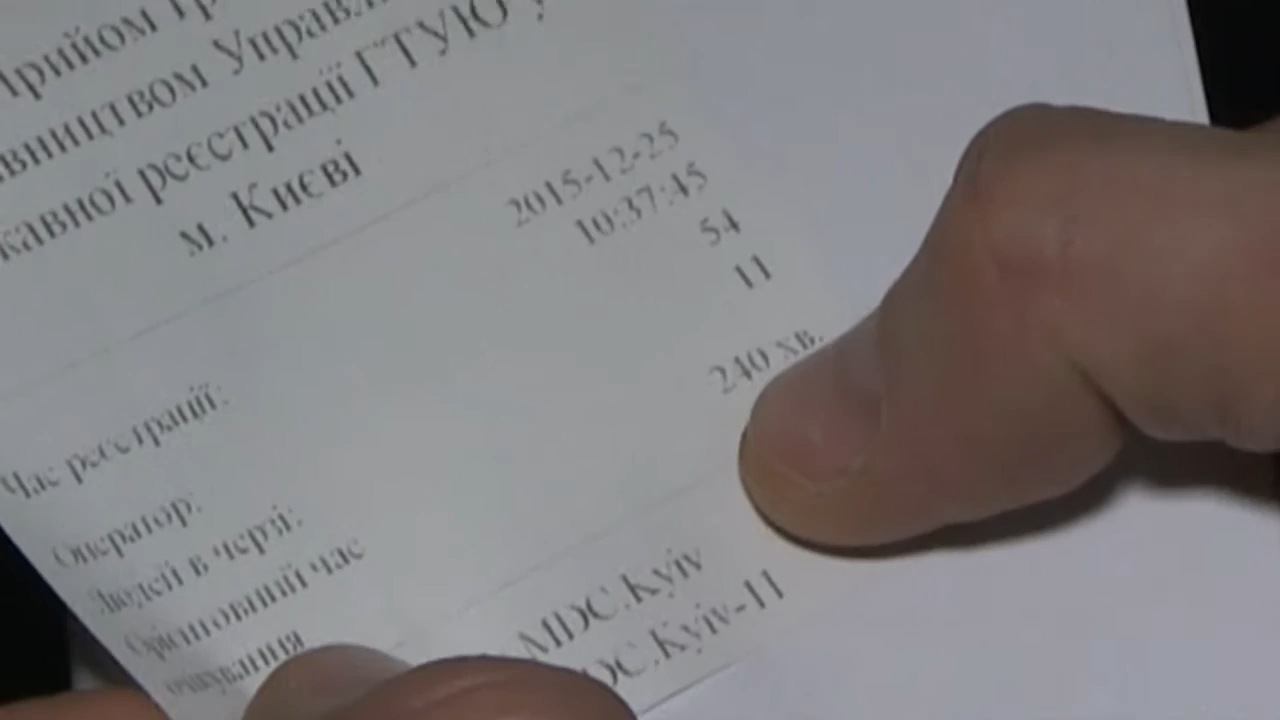 Прийом
вництвом Управл
жавної реєстрації ГТУЮ у
м. Києві
Час реєстрації: 2015-12-25
10:37:45
Оператор: 54
Людей в черзі: 11
Орієнтовний час
очікування 240 хв.
MDC.Kyiv
DC.Kyiv-11